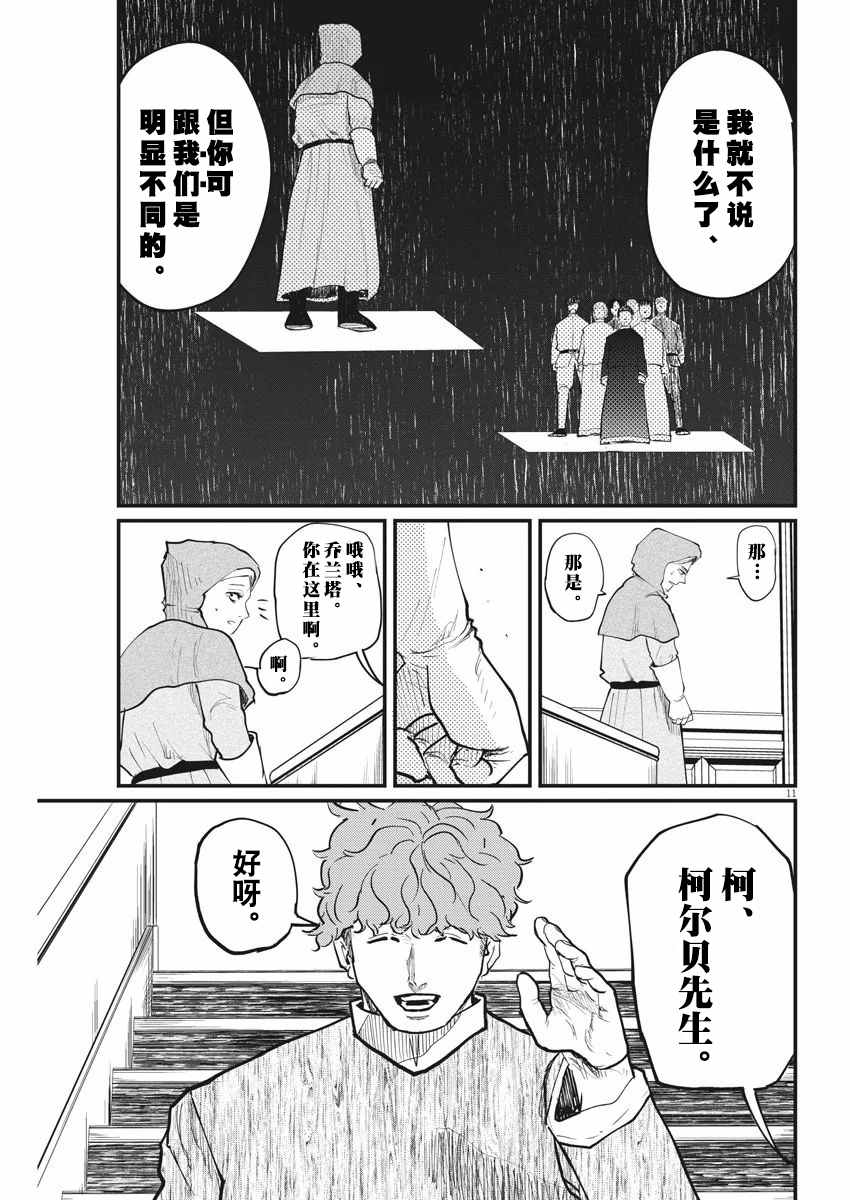 我就不说
是什么了、
但你可
跟我们是
明显不同的。
那…
那是。
哦哦、
乔兰塔。
你在这里啊。
啊。
11
柯、
柯尔贝先生。
好呀。